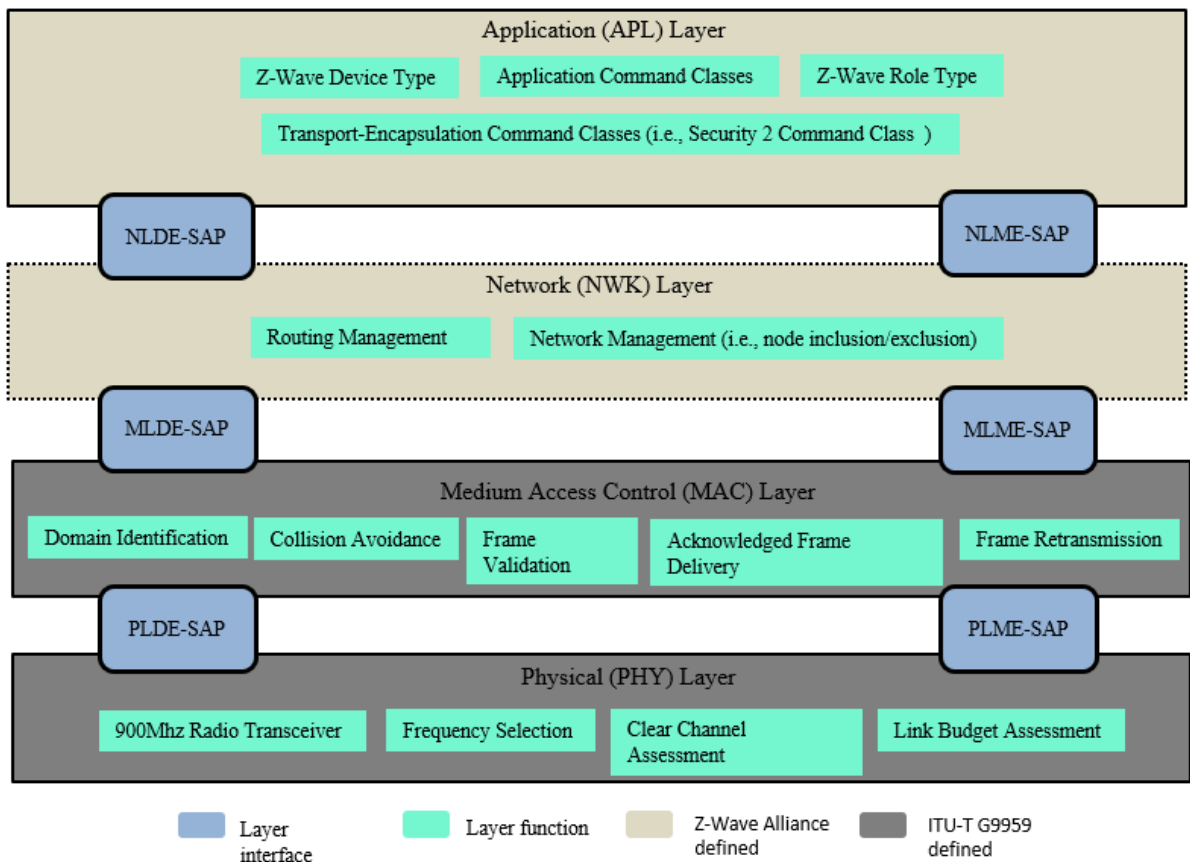 Application (APL) Layer
Z-Wave Device Type
Application Command Classes
Z-Wave Role Type
Transport-Encapsulation Command Classes (i.e., Security 2 Command Class )
NLDE-SAP
NLME-SAP
Network (NWK) Layer
Routing Management
Network Management (i.e., node inclusion/exclusion)
MLDE-SAP
MLME-SAP
Medium Access Control (MAC) Layer
Domain Identification
Collision Avoidance
Frame
Validation
Acknowledged Frame
Delivery
Frame Retransmission
PLDE-SAP
PLME-SAP
Physical (PHY) Layer
900Mhz Radio Transceiver
Frequency Selection
Clear Channel
Assessment
Link Budget Assessment
Layer
interface
Layer function
Z-Wave Alliance
defined
ITU-T G9959
defined